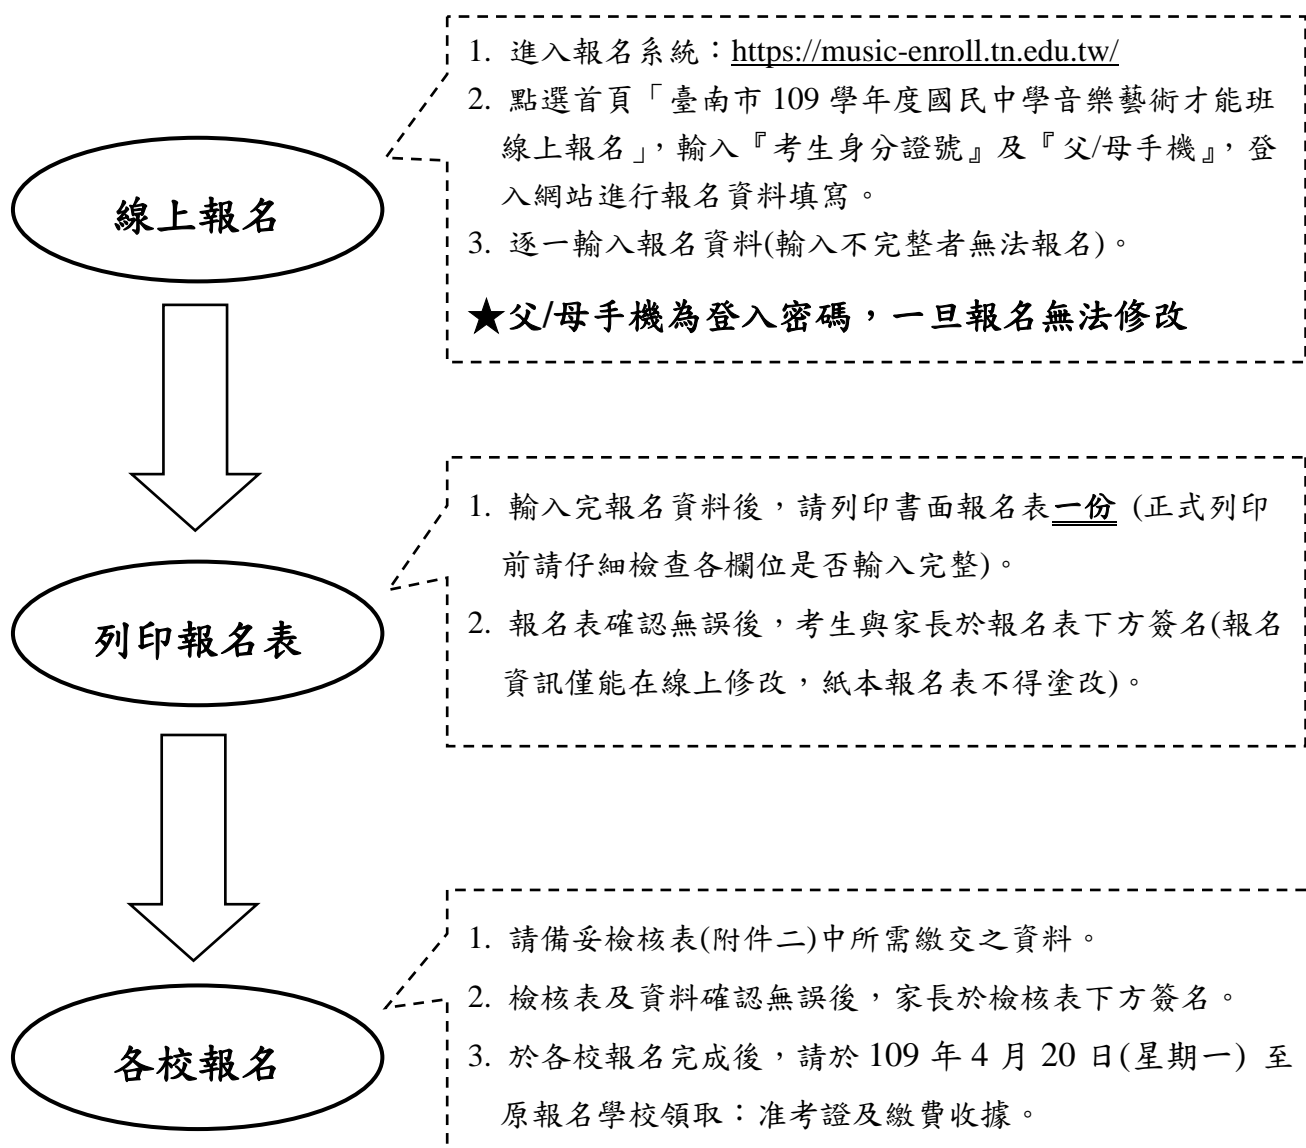 線上報名
1. 進入報名系統：https://music-enroll.tn.edu.tw/
2. 點選首頁「臺南市 109 學年度國民中學音樂藝術才能班
線上報名」，輸入『考生身分證號』及『父/母手機』，登
入網站進行報名資料填寫。
3. 逐一輸入報名資料(輸入不完整者無法報名)。
★父/母手機為登入密碼，一旦報名無法修改
列印報名表
1. 輸入完報名資料後，請列印書面報名表一份 (正式列印
前請仔細檢查各欄位是否輸入完整)。
2. 報名表確認無誤後，考生與家長於報名表下方簽名(報名
資訊僅能在線上修改，紙本報名表不得塗改)。
各校報名
1. 請備妥檢核表(附件二)中所需繳交之資料。
2. 檢核表及資料確認無誤後，家長於檢核表下方簽名。
3. 於各校報名完成後，請於 109 年 4 月 20 日(星期一) 至
原報名學校領取：准考證及繳費收據。